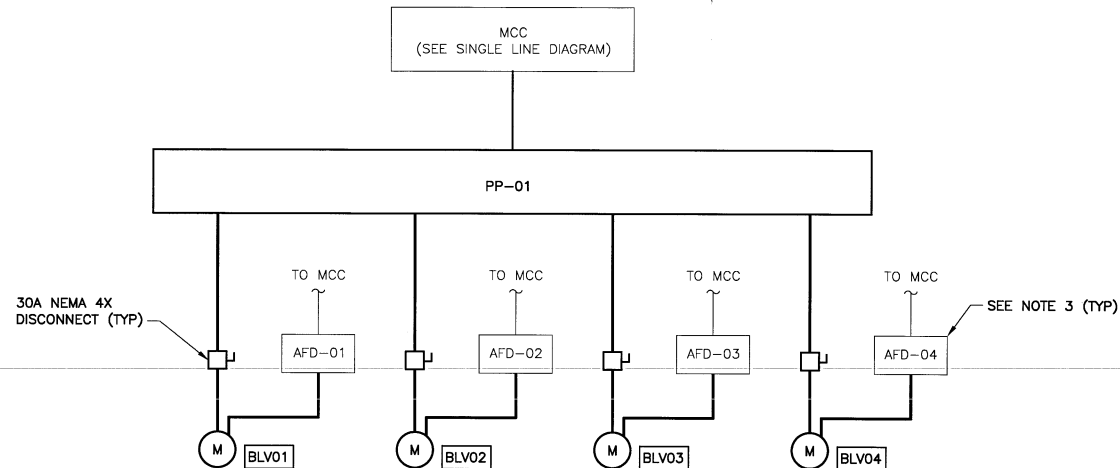 MCC
(SEE SINGLE LINE DIAGRAM)
PP-01
TO MCC
TO MCC
TO MCC
TO MCC
30A NEMA 4X
DISCONNECT (TYP)
SEE NOTE 3 (TYP)
AFD-01
AFD-02
AFD-03
AFD-04
M
BLV01
M
BLV02
M
BLV03
M
BLV04